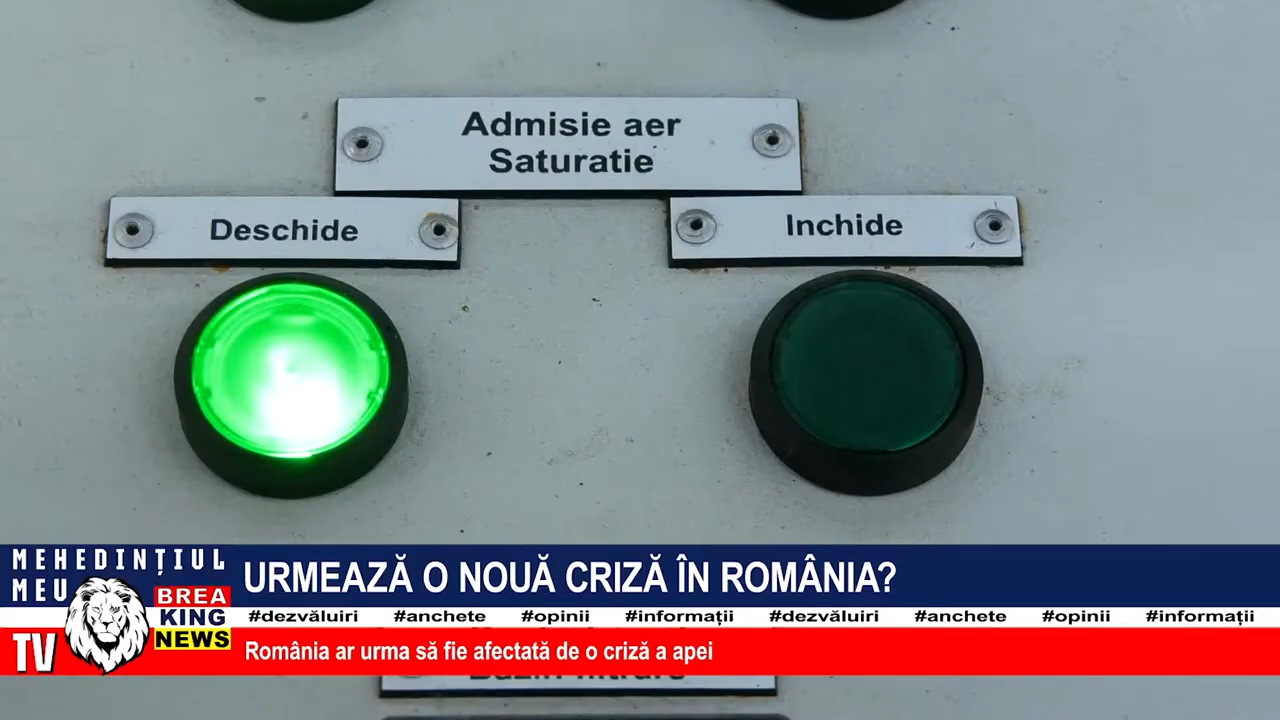 Admisie aer
Saturatie
Deschide
Inchide
MEHEDINȚIUL
MEU
TV
BREA
KING
NEWS
URMEAZĂ O NOUĂ CRIZĂ ÎN ROMÂNIA?
#dezvăluiri #anchete #opinii #informații #dezvăluiri #anchete #opinii #informații
România ar urma să fie afectată de o criză a apei